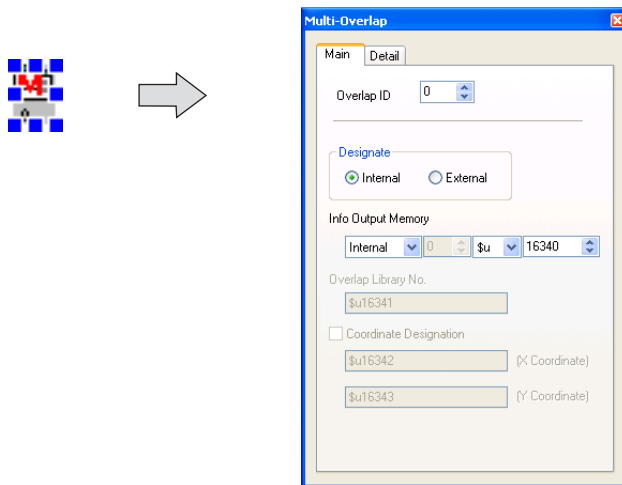 Multi-Overlap
Main Detail
Overlap ID 0
Designate
Internal External
Info Output Memory
Internal 0 $u 16340
Overlap Library No.
$u16341
Coordinate Designation
$u16342 (X Coordinate)
$u16343 (Y Coordinate)